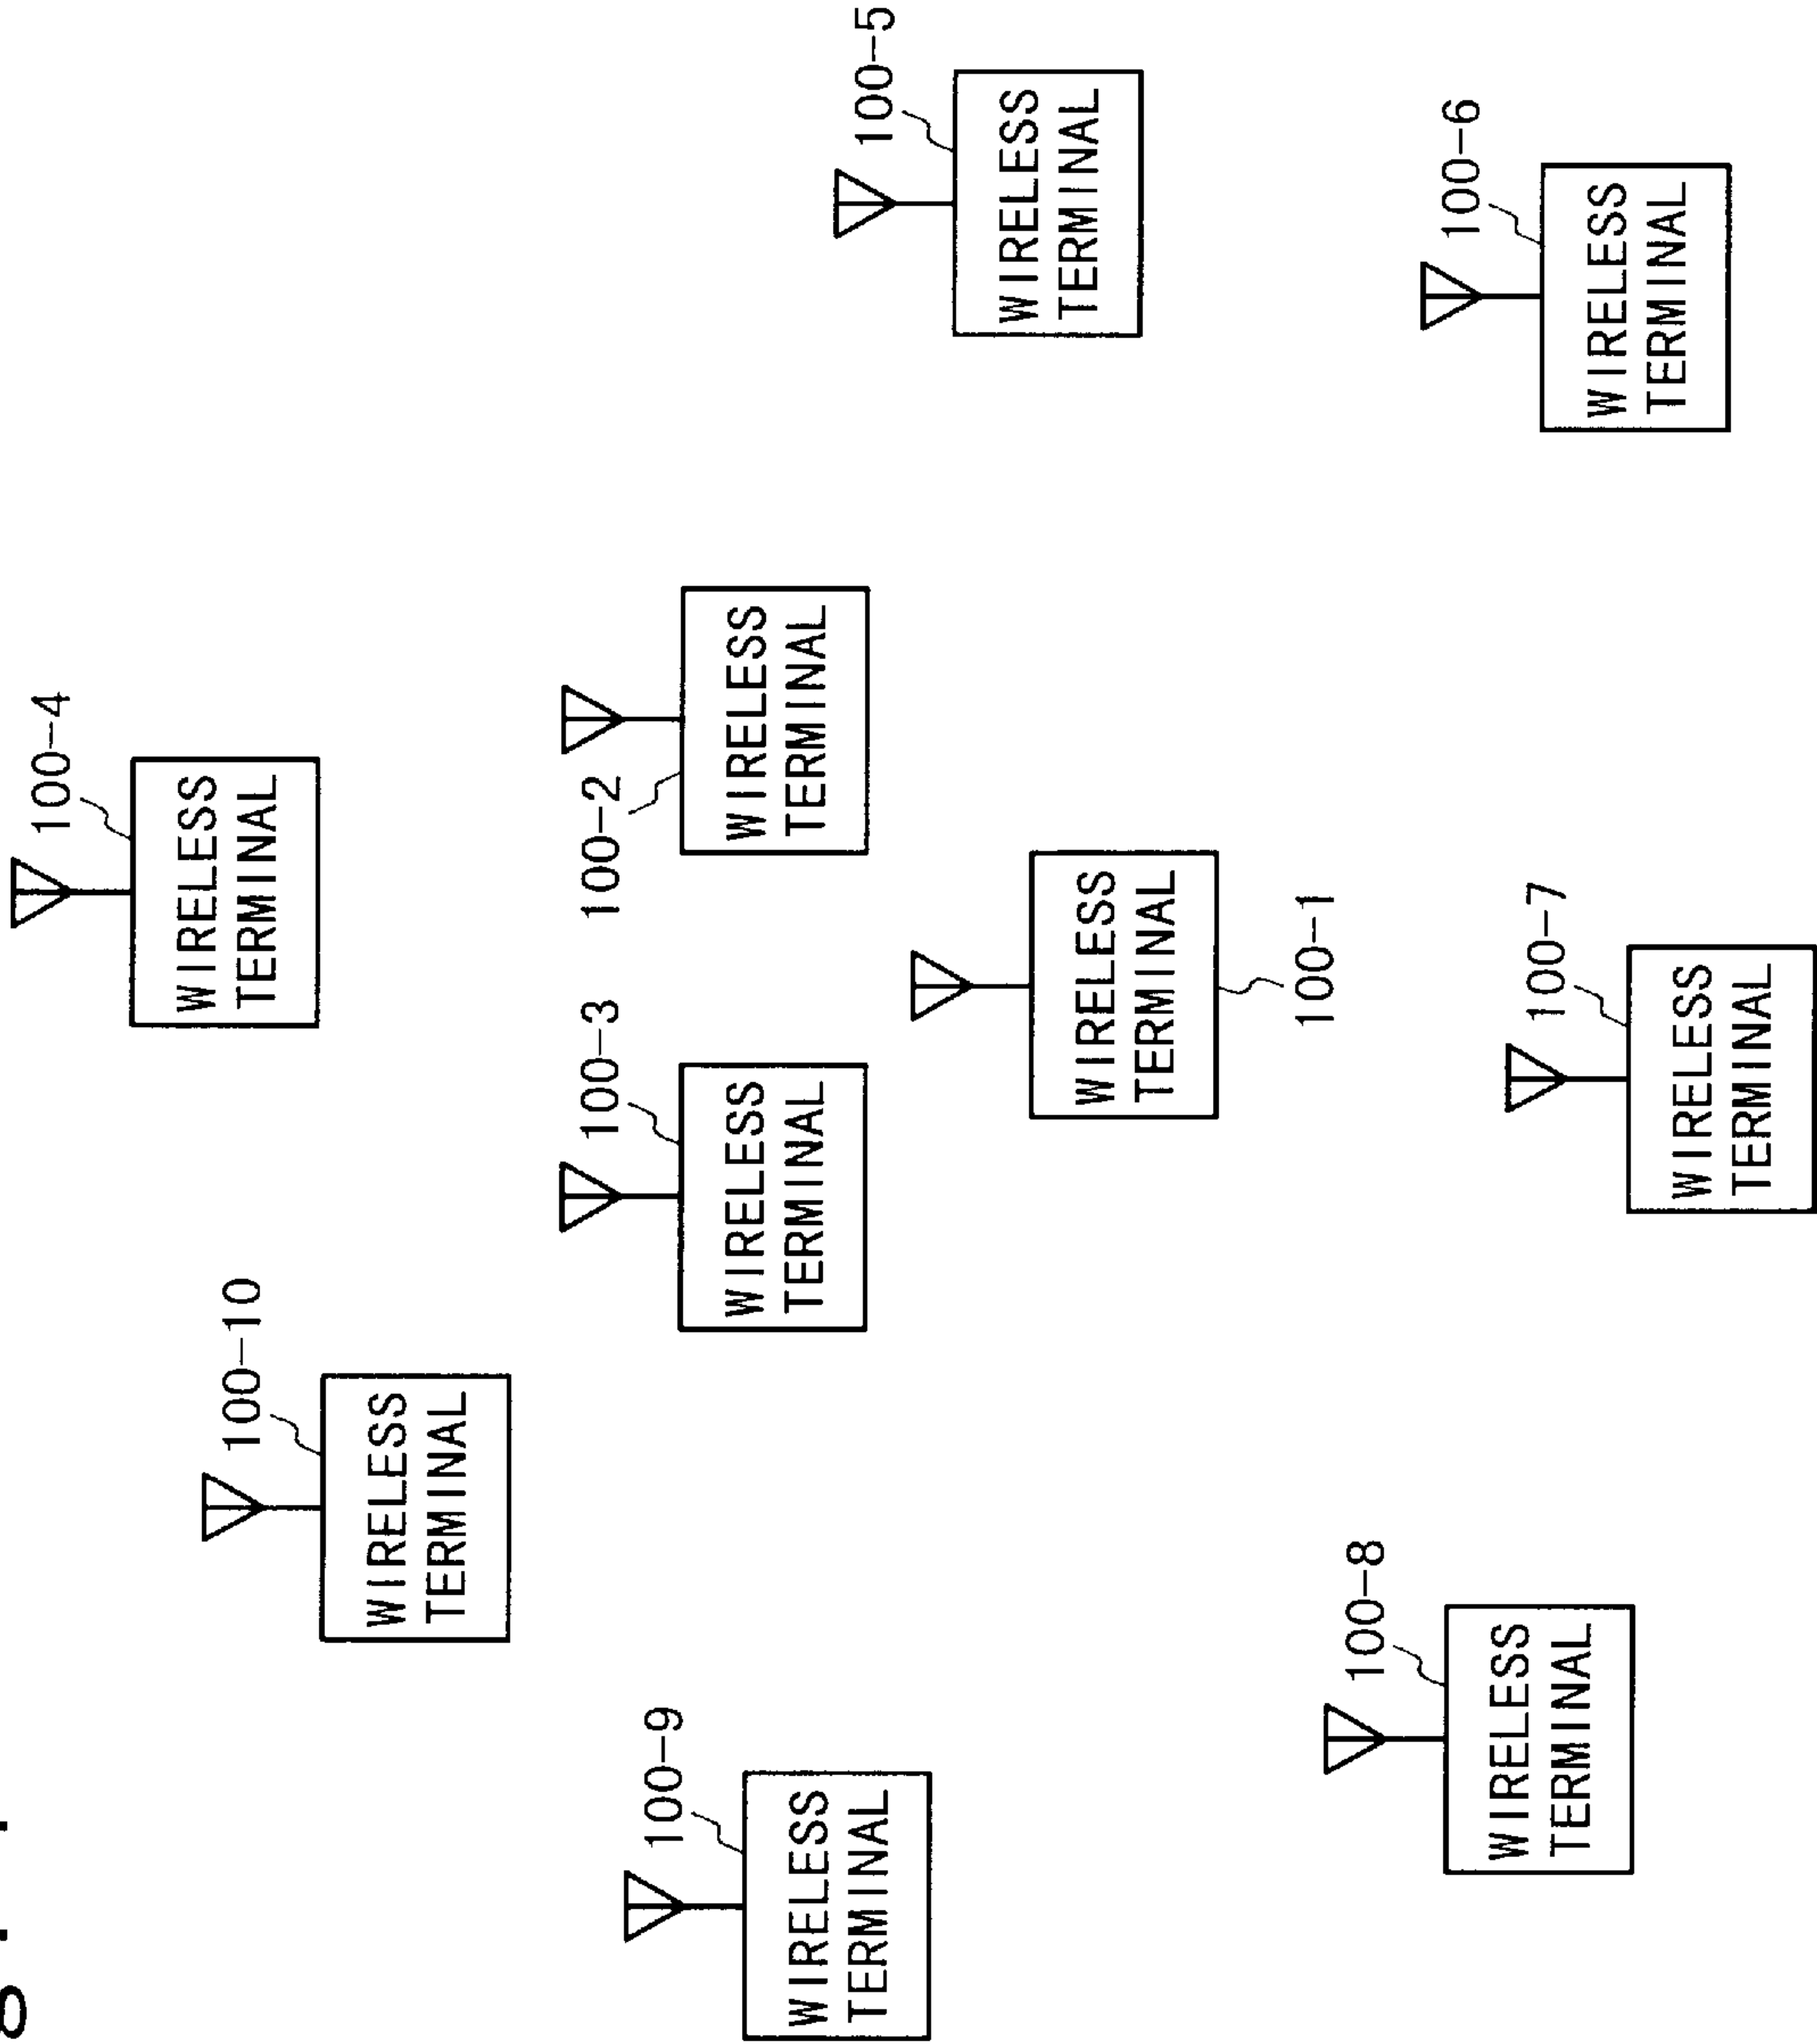 100-4
WIRELESS
TERMINAL
100-10
WIRELESS
TERMINAL
100-3
WIRELESS
TERMINAL
100-2
WIRELESS
TERMINAL
100-9
WIRELESS
TERMINAL
100-5
WIRELESS
TERMINAL
WIRELESS
TERMINAL
100-1
100-8
WIRELESS
TERMINAL
100-6
WIRELESS
TERMINAL
100-7
WIRELESS
TERMINAL